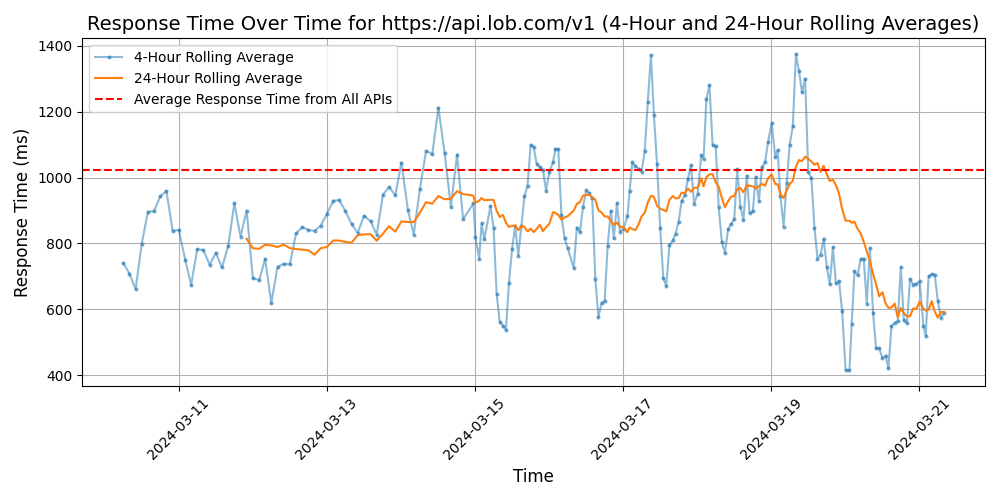 Response Time Over Time for https://api.lob.com/v1 (4-Hour and 24-Hour Rolling Averages)
4-Hour Rolling Average
24-Hour Rolling Average
Average Response Time from All APIs
Response Time (ms)
1400
1200
1000
800
600
400
2024-03-11
2024-03-13
2024-03-15
2024-03-17
2024-03-19
2024-03-21
Time